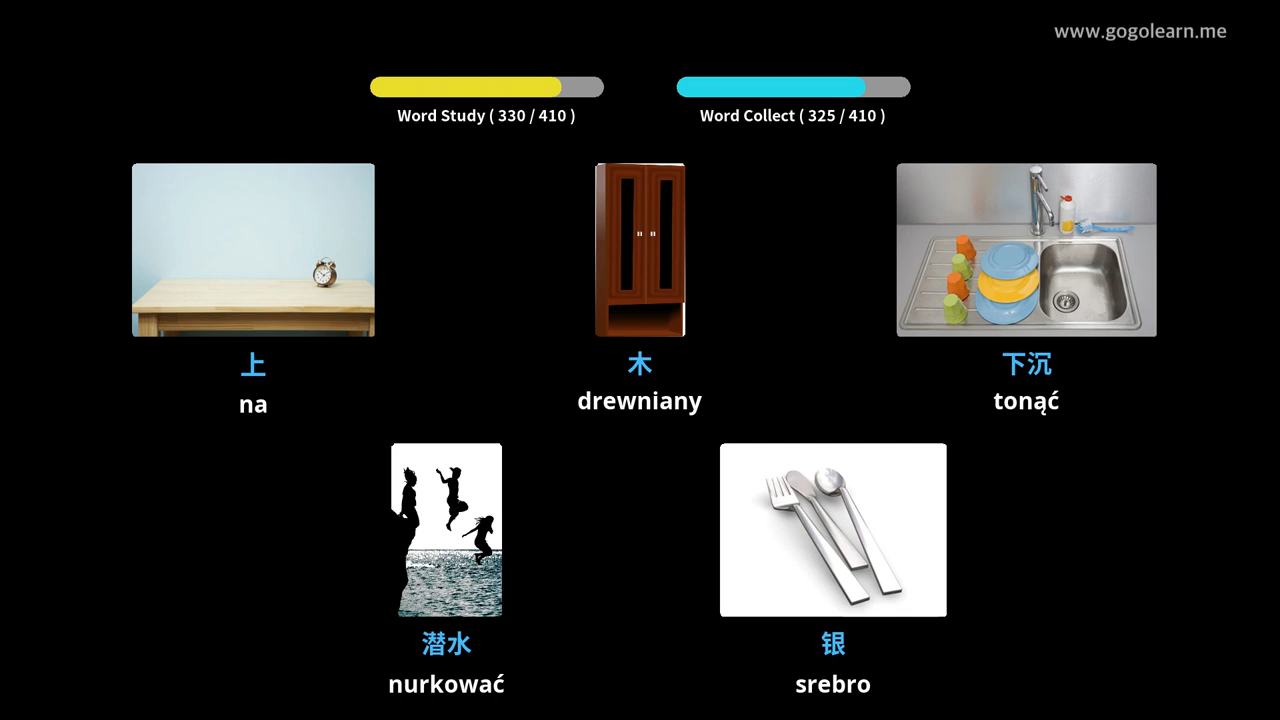 www.gogolearn.me
Word Study ( 330 / 410 )
Word Collect ( 325 / 410 )
上
na
木
drewniany
下沉
tonąć
潜水
nurkować
银
srebro